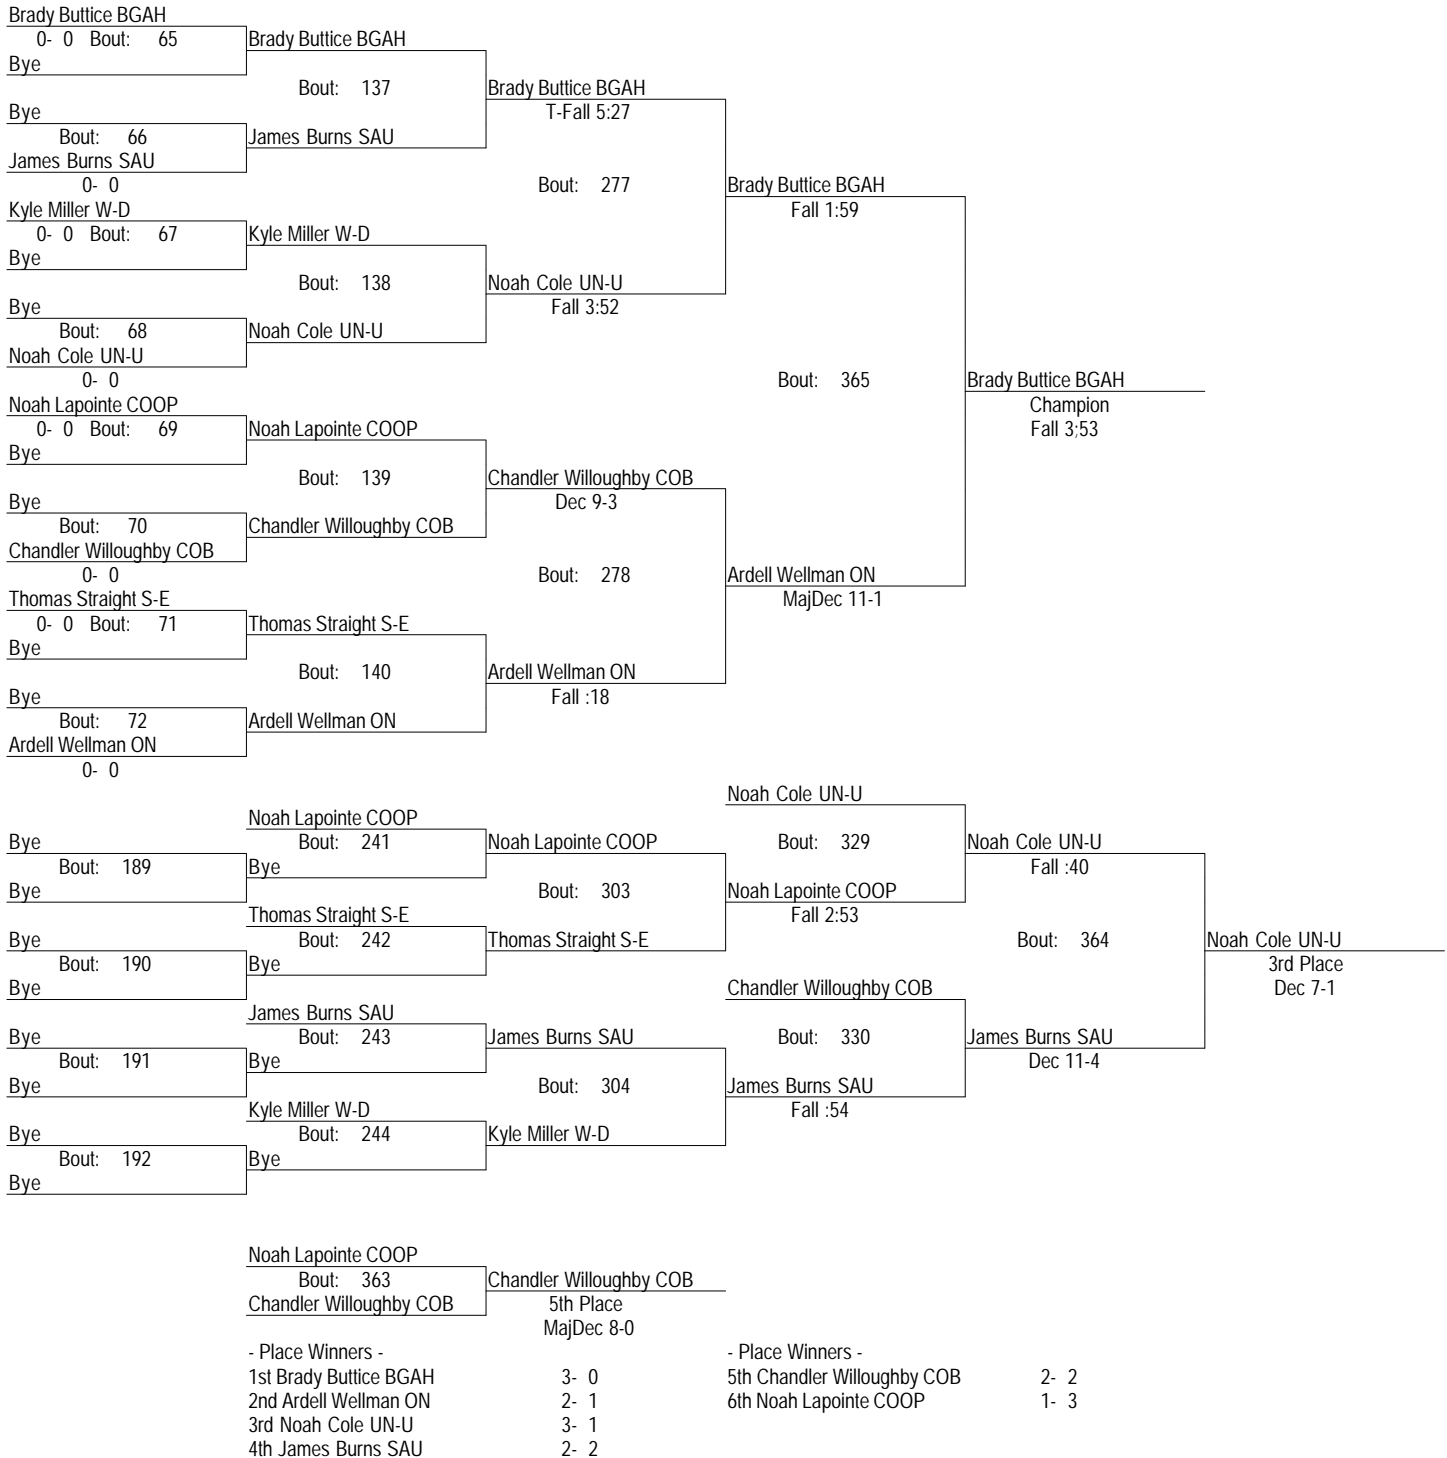 Brady Buttice BGAH
0- 0 Bout: 65 Brady Buttice BGAH
Bye
Bout: 137 Brady Buttice BGAH
Bye T-Fall 5:27
Bout: 66 James Burns SAU
James Burns SAU
0- 0 Bout: 277 Brady Buttice BGAH
Kyle Miller W-D Fall 1:59
0- 0 Bout: 67 Kyle Miller W-D
Bye
Bout: 138 Noah Cole UN-U
Bye Fall 3:52
Bout: 68 Noah Cole UN-U
Noah Cole UN-U
0- 0 Bout: 365 Brady Buttice BGAH
Noah Lapointe COOP Champion
0- 0 Bout: 69 Noah Lapointe COOP Fall 3;53
Bye
Bout: 139 Chandler Willoughby COB
Bye Dec 9-3
Bout: 70 Chandler Willoughby COB
Chandler Willoughby COB
0- 0 Bout: 278 Ardell Wellman ON
Thomas Straight S-E MajDec 11-1
0- 0 Bout: 71 Thomas Straight S-E
Bye
Bout: 140 Ardell Wellman ON
Bye Fall :18
Bout: 72 Ardell Wellman ON
Ardell Wellman ON
0- 0
Noah Cole UN-U
Noah Lapointe COOP
Bye Bout: 241 Noah Lapointe COOP Bout: 329 Noah Cole UN-U
Bout: 189 Bye Fall :40
Bye Bout: 303 Noah Lapointe COOP
Thomas Straight S-E Fall 2:53
Bye Bout: 242 Thomas Straight S-E Bout: 364 Noah Cole UN-U
Bout: 190 Bye 3rd Place
Bye Chandler Willoughby COB Dec 7-1
James Burns SAU
Bye Bout: 243 James Burns SAU Bout: 330 James Burns SAU
Bout: 191 Bye Dec 11-4
Bye Bout: 304 James Burns SAU
Kyle Miller W-D Fall :54
Bye Bout: 244 Kyle Miller W-D
Bout: 192 Bye
Bye
Noah Lapointe COOP
Bout: 363 Chandler Willoughby COB
Chandler Willoughby COB 5th Place
MajDec 8-0
- Place Winners - - Place Winners -
1st Brady Buttice BGAH 3- 0 5th Chandler Willoughby COB 2- 2
2nd Ardell Wellman ON 2- 1 6th Noah Lapointe COOP 1- 3
3rd Noah Cole UN-U 3- 1
4th James Burns SAU 2- 2